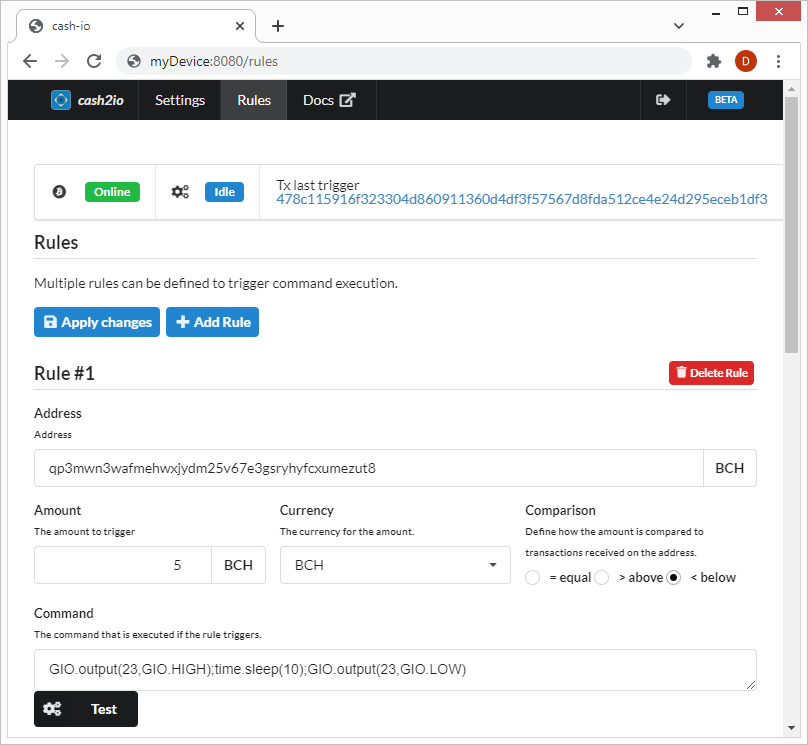 cash-io
myDevice:8080/rules
D
cash2io
Settings
Rules
Docs
BETA
Online
Idle
Tx last trigger
478c115916f323304d860911360d4df3f57567d8fda512ce4e24d295eceb1df3
Rules
Multiple rules can be defined to trigger command execution.
Apply changes
Add Rule
Rule #1
Delete Rule
Address
Address
qp3mwn3wafmehwxjydm25v67e3gsryhyfcxumezut8
BCH
Amount
The amount to trigger
5
BCH
Currency
The currency for the amount.
BCH
Comparison
Define how the amount is compared to
transactions received on the address.
= equal
> above
< below
Command
The command that is executed if the rule triggers.
GIO.output(23,GIO.HIGH);time.sleep(10);GIO.output(23,GIO.LOW)
Test